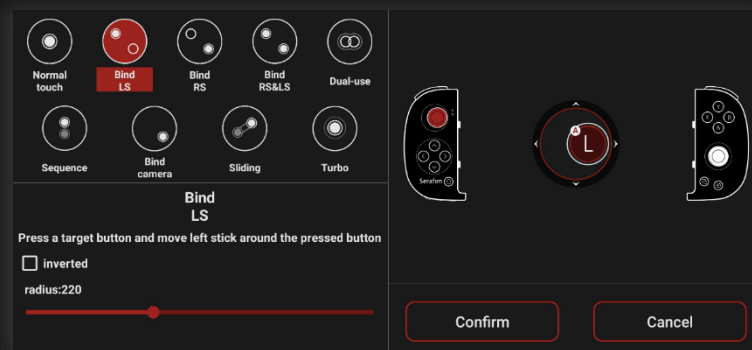 Normal
touch
Bind
LS
Bind
RS
Bind
RS&LS
Dual-use
Sequence
Bind
camera
Sliding
Turbo
Bind
LS
Press a target button and move left stick around the pressed button
inverted
radius:220
Serafim
A
L
Y
X
B
A
Confirm
Cancel